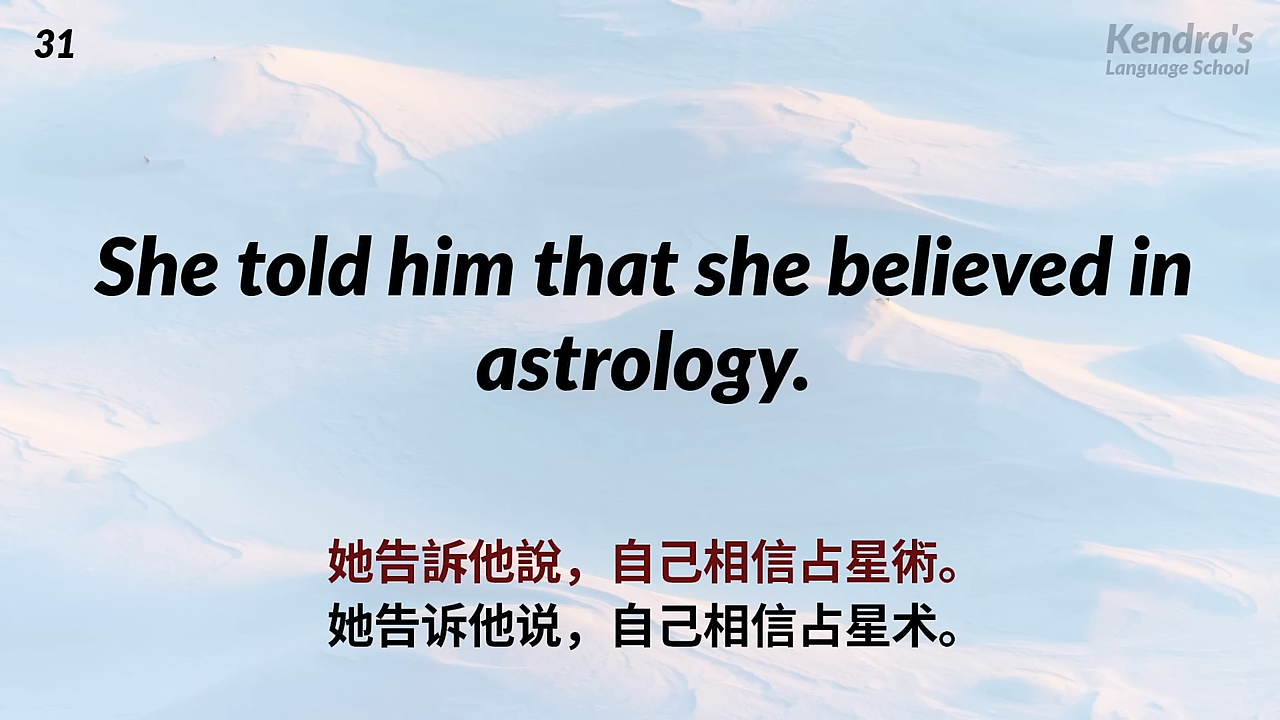 31
Kendra's
Language School
She told him that she believed in
astrology.
她告訴他說，自己相信占星術。
她告诉他说，自己相信占星术。